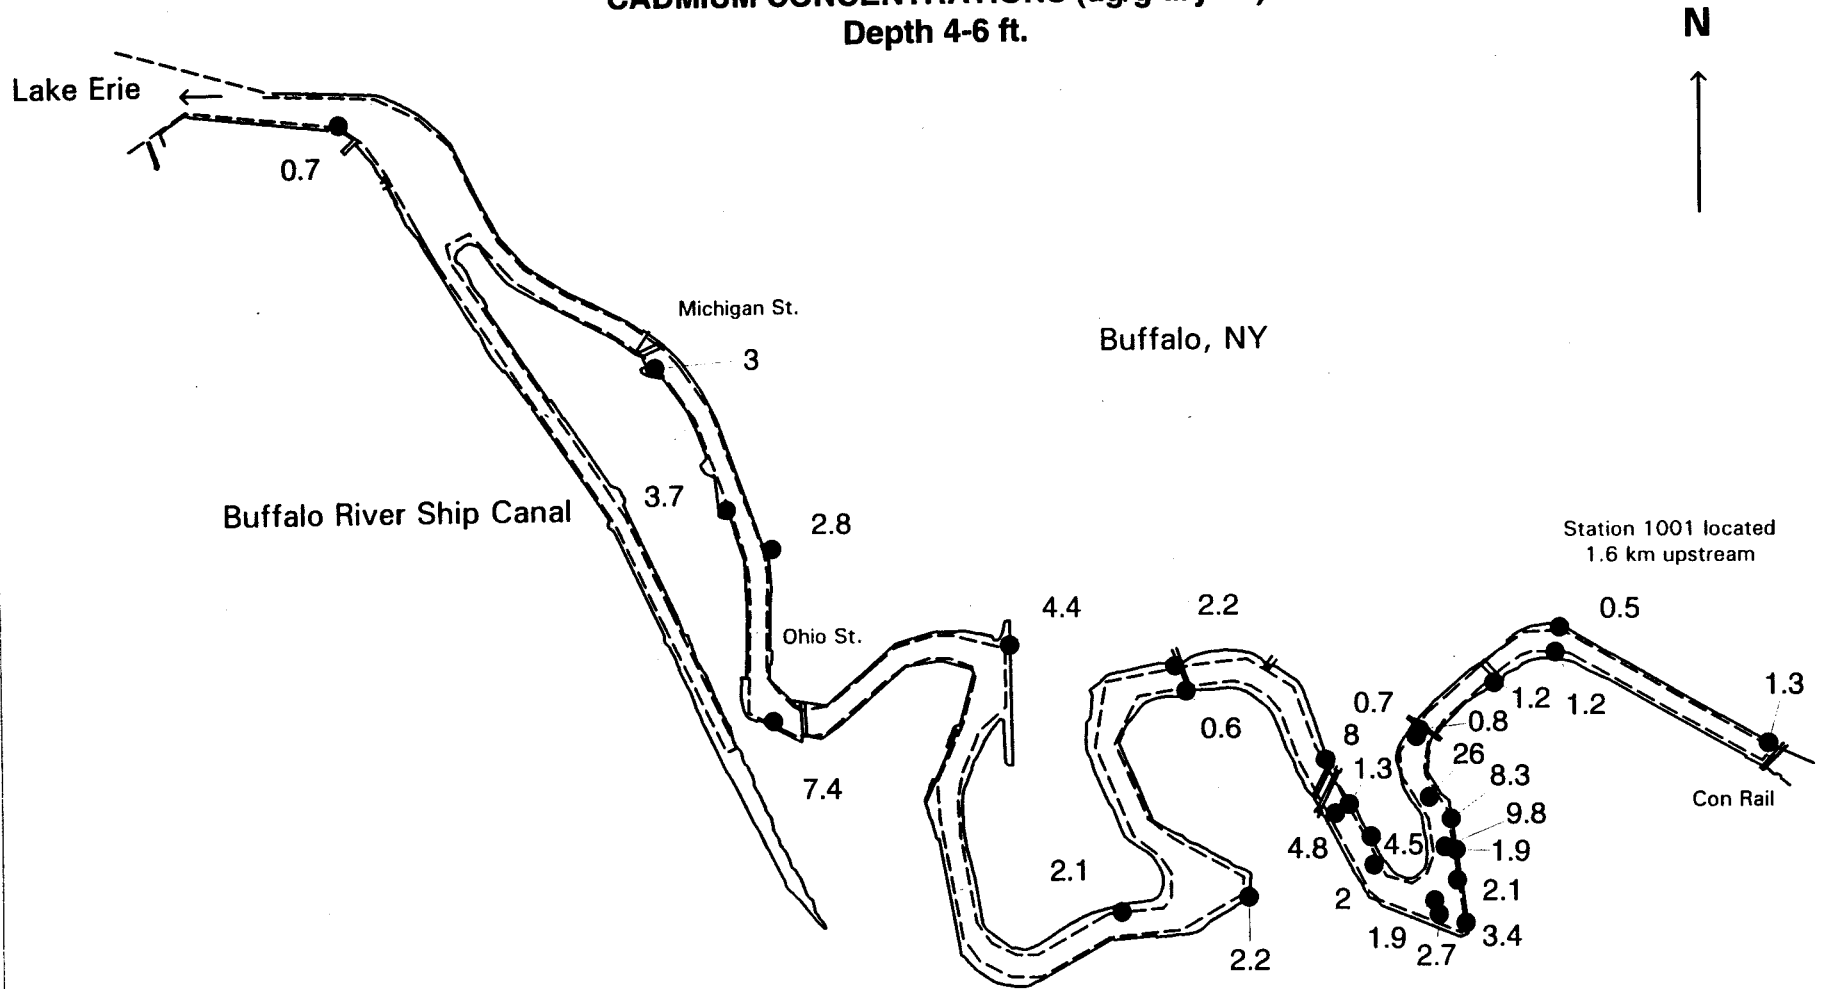 Depth 4-6 ft.
N
Lake Erie
0.7
Michigan St.
3
Buffalo, NY
3.7
Buffalo River Ship Canal
2.8
Station 1001 located
1.6 km upstream
4.4
2.2
0.5
Ohio St.
1.3
0.7
0.8
1.2
1.2
0.6
8
26
1.3
8.3
7.4
Con Rail
9.8
4.8
4.5
1.9
2.1
2.1
2
1.9
2.7
3.4
2.2